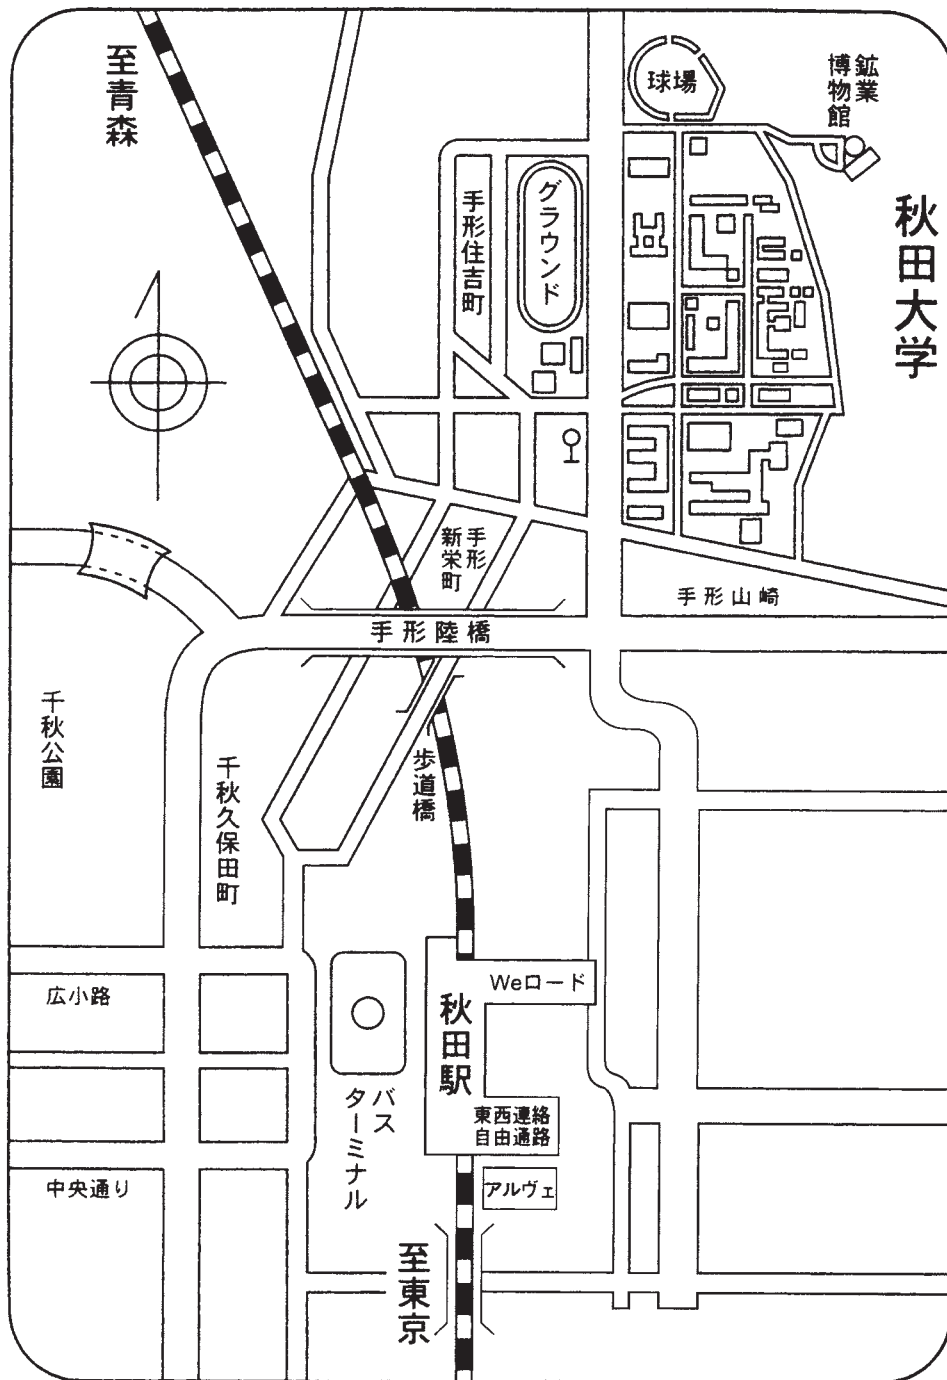 至青森
球場
鉱業
博物館
秋田大学
手形住吉町
グラウンド
手形
新栄町
手形山崎
手形陸橋
千秋公園
歩道橋
千秋久保田町
広小路
Weロード
秋田駅
バス
ターミナル
東西連絡
自由通路
中央通り
アルヴェ
至東京